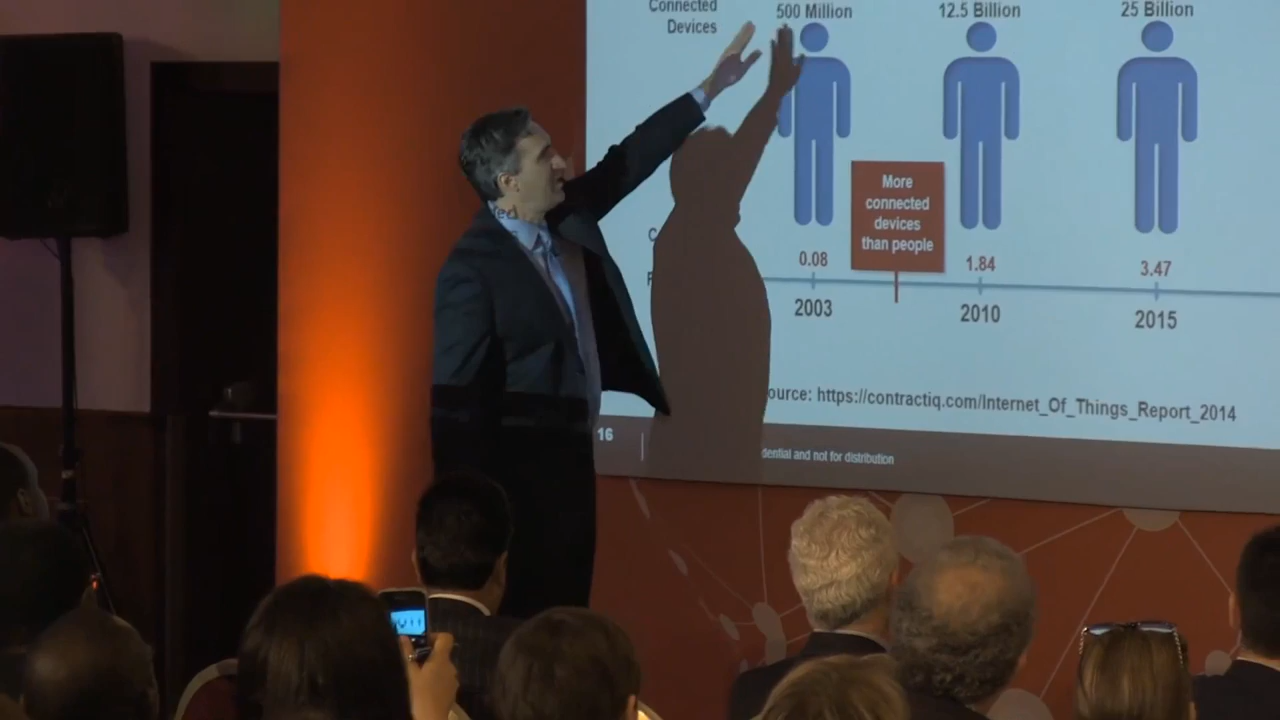 Connected
Devices
500 Million
12.5 Billion
25 Billion
More
connected
devices
than people
0.08
1.84
3.47
2003
2010
2015
ource: https://contractiq.com/Internet_Of_Things_Report_2014
16
dential and not for distribution